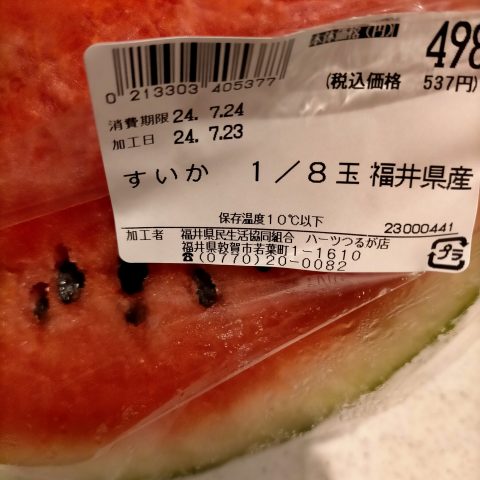 本体価格(円) 498
(税込価格 537円)
0 213303 405377
消費期限 24. 7.24
加工日 24. 7.23
すいか 1/8玉 福井県産
保存温度10℃以下
23000441
加工者 福井県民生活協同組合 ハーツつるが店
福井県敦賀市若葉町1-1610
☎(0770)20-0082
プラ